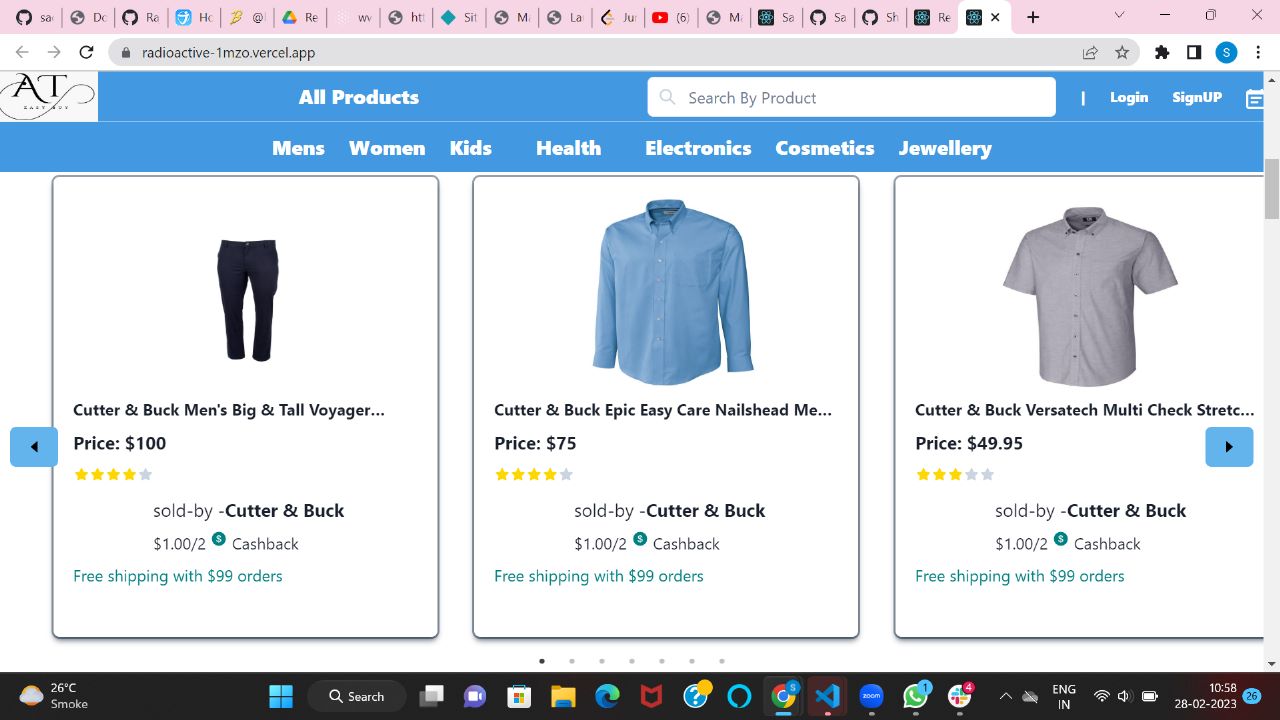 sa
Do
Ra
Ho
@
Re
wv
htt
Sit
M
La
Jur
(6)
M
Sa
Sa
Sh
Re
radioactive-1mzo.vercel.app
S
AT
EASY BUY
All Products
Search By Product
| Login SignUP
Mens Women Kids Health Electronics Cosmetics Jewellery
Cutter & Buck Men's Big & Tall Voyager...
Price: $100
sold-by -Cutter & Buck
$1.00/2 $ Cashback
Free shipping with $99 orders
Cutter & Buck Epic Easy Care Nailshead Me...
Price: $75
sold-by -Cutter & Buck
$1.00/2 $ Cashback
Free shipping with $99 orders
Cutter & Buck Versatech Multi Check Stretc...
Price: $49.95
sold-by -Cutter & Buck
$1.00/2 $ Cashback
Free shipping with $99 orders
26°C
Smoke
Search
zoom
1
4
ENG
IN
10:58
28-02-2023
26